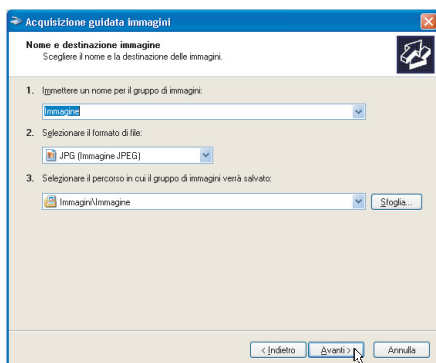 Acquisizione guidata immagini
Nome e destinazione immagine
Scegliere il nome e la destinazione delle immagini.
1. Immettere un nome per il gruppo di immagini:
Immagine
2. Selezionare il formato di file:
JPG (Immagine JPEG)
3. Selezionare il percorso in cui il gruppo di immagini verrà salvato:
Immagini\Immagine
Sfoglia...
< Indietro
Avanti >
Annulla